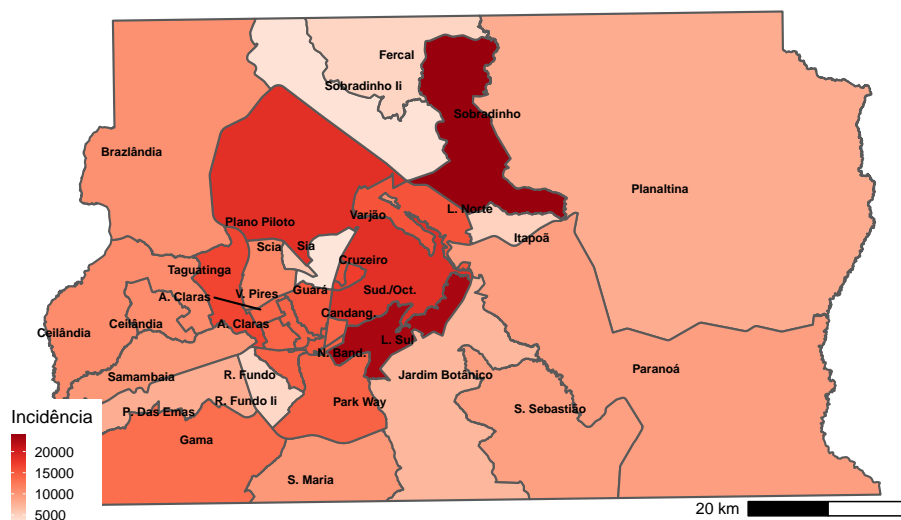 Fercal
Sobradinho Ii
Sobradinho
Brazlândia
Planaltina
L. Norte
Varjão
Plano Piloto
Itapoã
Scia
Sia
Cruzeiro
Taguatinga
A. Claras
V. Pires
Guará
Sud./Oct.
Candang.
Ceilândia
Ceilândia
A. Claras
L. Sul
N. Band.
Samambaia
R. Fundo
Jardim Botânico
Paranoá
R. Fundo Ii
Park Way
P. Das Emas
S. Sebastião
Incidência
Gama
20000
10000
5000
S. Maria
20 km